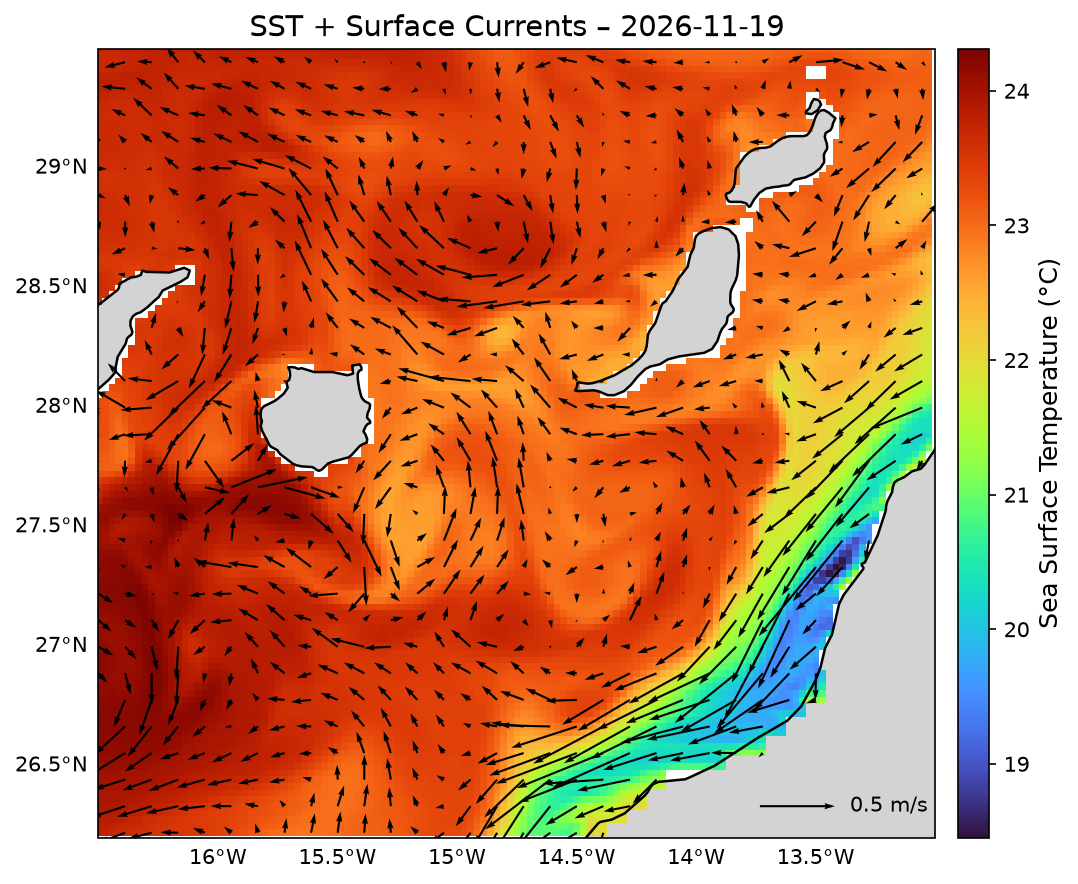 SST + Surface Currents – 2026-11-19
29°N
28.5°N
28°N
27.5°N
27°N
26.5°N
16°W
15.5°W
15°W
14.5°W
14°W
13.5°W
0.5 m/s
24
23
22
21
20
19
Sea Surface Temperature (°C)